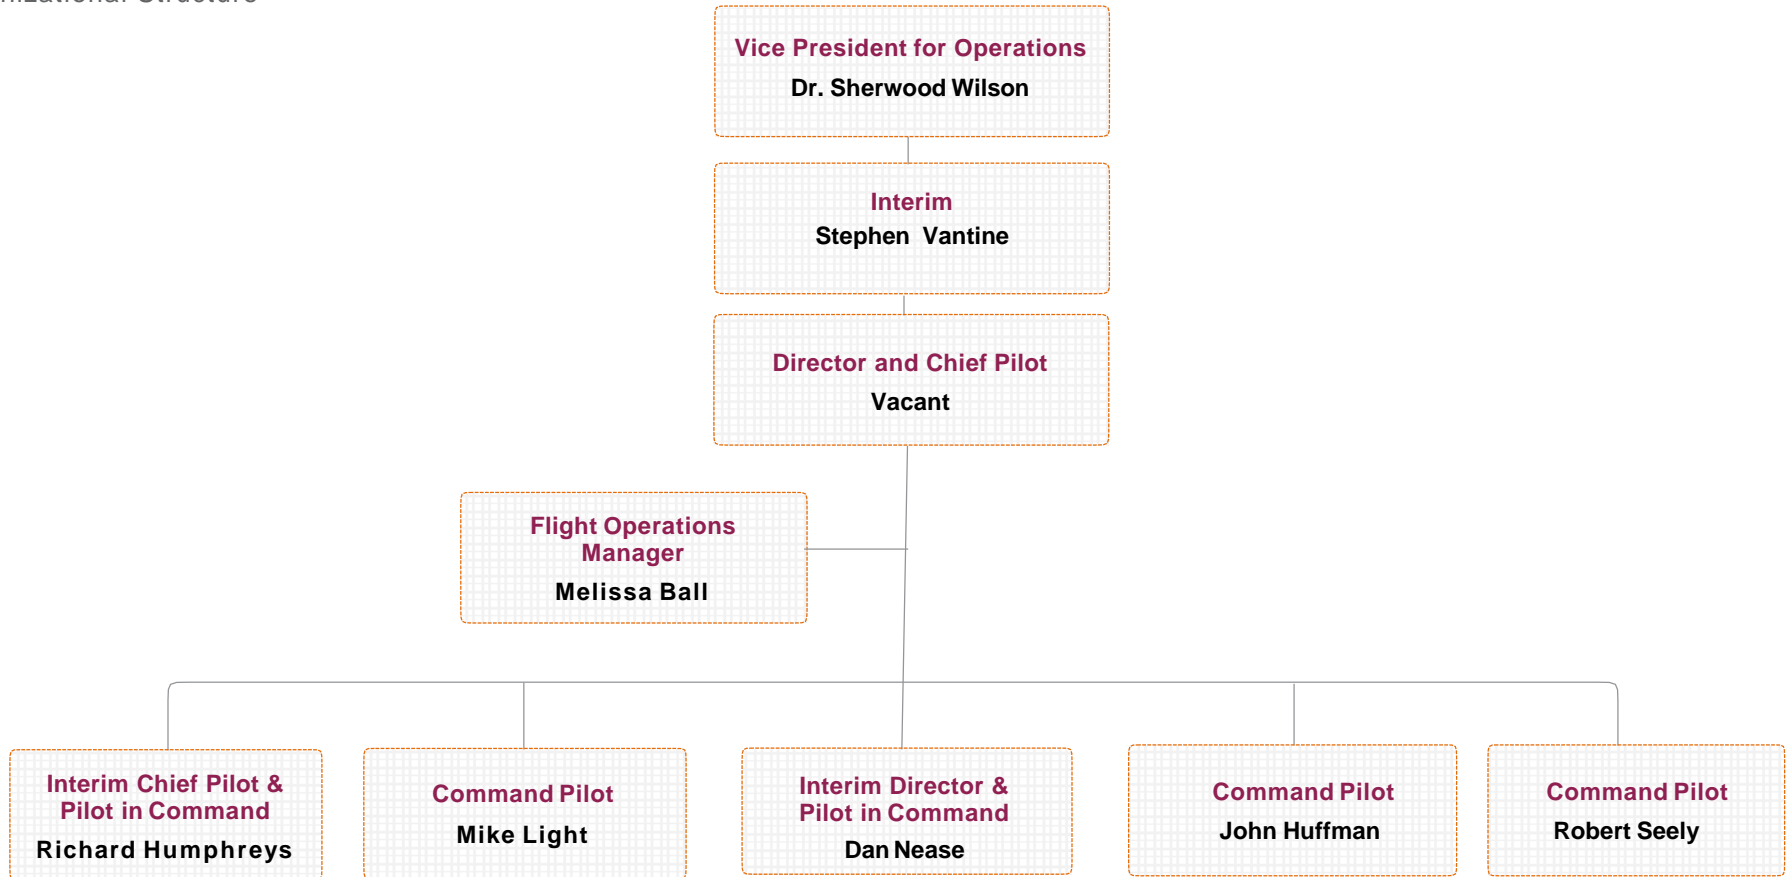 Structure
Vice President for Operations
Dr. Sherwood Wilson
Interim
Stephen Vantine
Director and Chief Pilot
Vacant
Flight Operations
Manager
Melissa Ball
Interim Chief Pilot &
Pilot in Command
Richard Humphreys
Command Pilot
Mike Light
Interim Director &
Pilot in Command
Dan Nease
Command Pilot
John Huffman
Command Pilot
Robert Seely